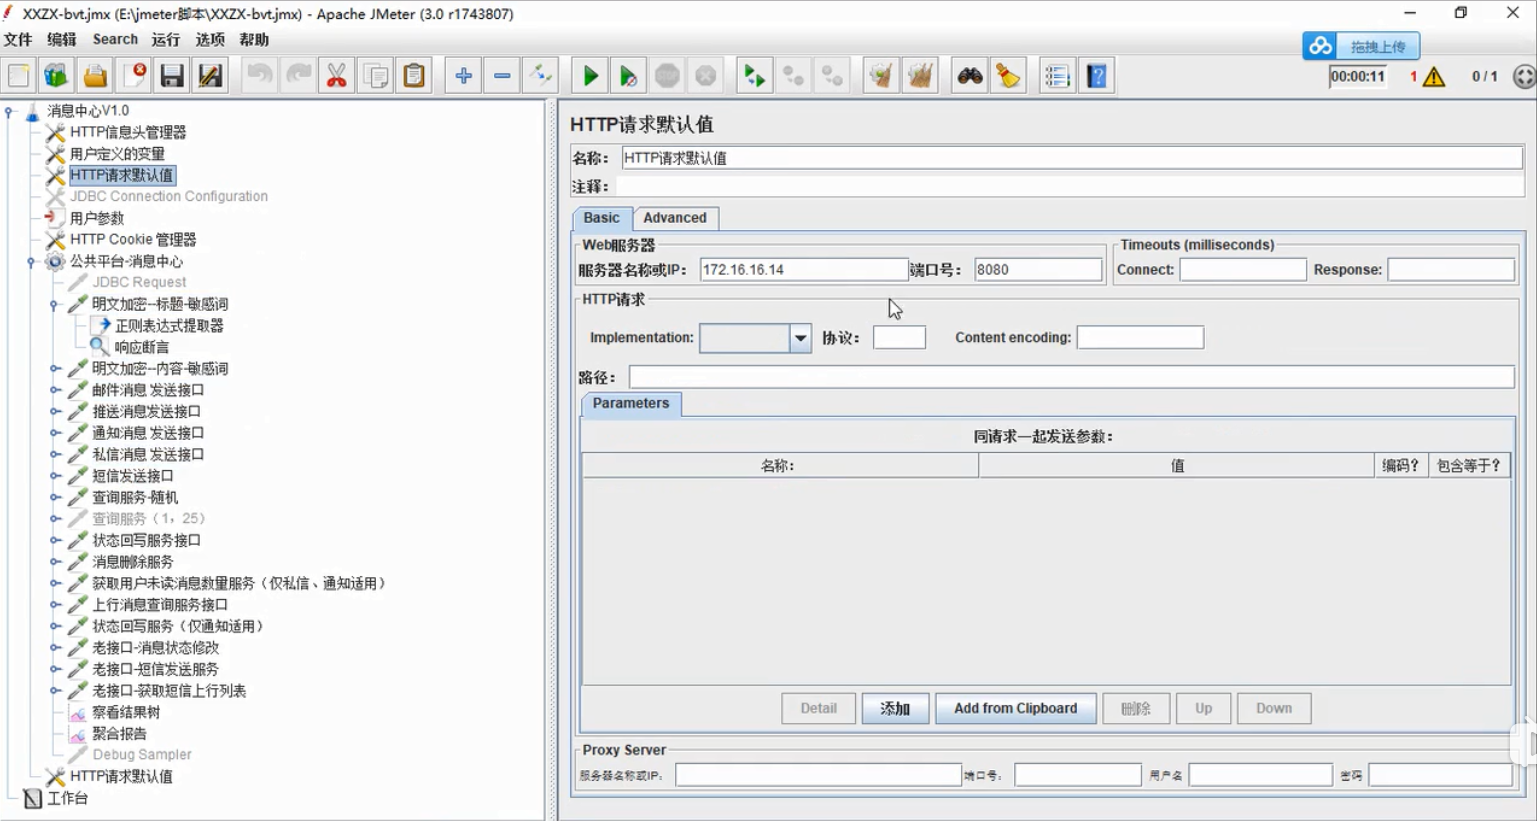 XXZX-bvt.jmx (E:\jmeter脚本\XXZX-bvt.jmx) - Apache JMeter (3.0 r1743807)
文件 编辑 Search 运行 选项 帮助
拖拽上传
00:00:11 1 0 / 1
消息中心V1.0
HTTP信息头管理器
用户定义的变量
HTTP请求默认值
JDBC Connection Configuration
用户参数
HTTP Cookie 管理器
公共平台-消息中心
JDBC Request
明文加密--标题-敏感词
正则表达式提取器
响应断言
明文加密--内容-敏感词
邮件消息 发送接口
推送消息发送接口
通知消息 发送接口
私信消息 发送接口
短信发送接口
查询服务-随机
查询服务（1，25）
状态回写服务接口
消息删除服务
获取用户未读消息数量服务（仅私信、通知适用）
上行消息查询服务接口
状态回写服务（仅通知适用）
老接口-消息状态修改
老接口-短信发送服务
老接口-获取短信上行列表
察看结果树
聚合报告
Debug Sampler
HTTP请求默认值
工作台
HTTP请求默认值
名称： HTTP请求默认值
注释：
Basic Advanced
Web服务器
服务器名称或IP： 172.16.16.14 端口号： 8080
Timeouts (milliseconds)
Connect: Response:
HTTP请求
Implementation: 协议： Content encoding:
路径：
Parameters
同请求一起发送参数：
名称： 值 编码？ 包含等于？
Detail 添加 Add from Clipboard 删除 Up Down
Proxy Server
服务器名称或IP： 端口号： 用户名 密码